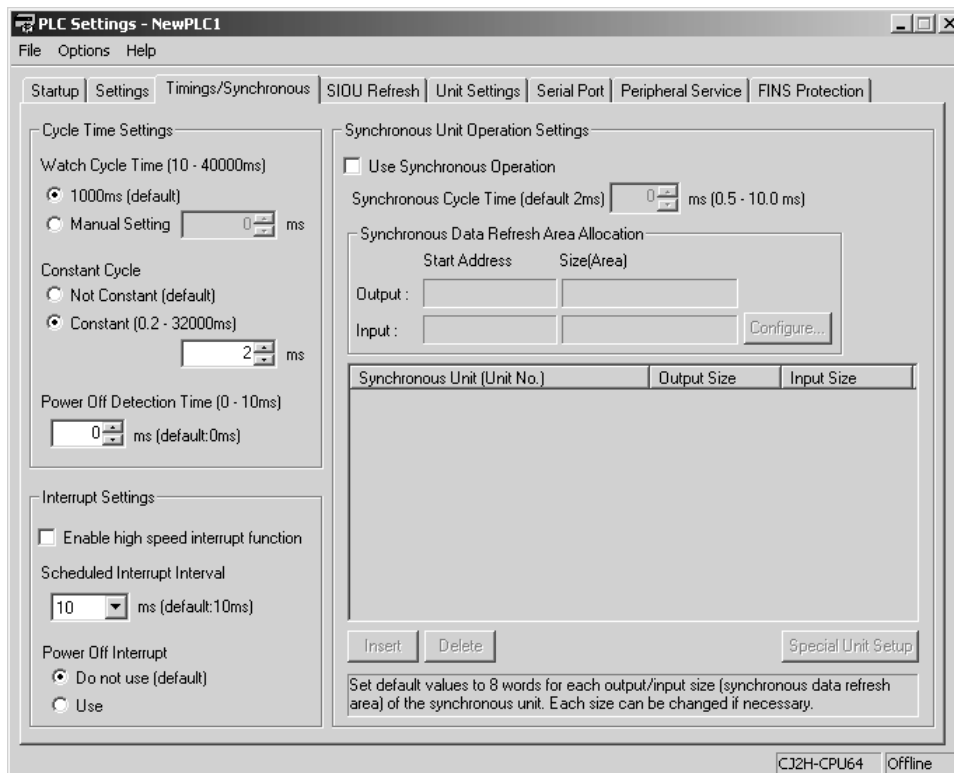 PLC Settings - NewPLC1
File Options Help
Startup Settings Timings/Synchronous SIOU Refresh Unit Settings Serial Port Peripheral Service FINS Protection
Cycle Time Settings
Watch Cycle Time (10 - 40000ms)
1000ms (default)
Manual Setting 0 ms
Constant Cycle
Not Constant (default)
Constant (0.2 - 32000ms)
2 ms
Power Off Detection Time (0 - 10ms)
0 ms (default:0ms)
Interrupt Settings
Enable high speed interrupt function
Scheduled Interrupt Interval
10 ms (default:10ms)
Power Off Interrupt
Do not use (default)
Use
Synchronous Unit Operation Settings
Use Synchronous Operation
Synchronous Cycle Time (default 2ms) 0 ms (0.5 - 10.0 ms)
Synchronous Data Refresh Area Allocation
Start Address Size(Area)
Output :
Input : Configure...
Synchronous Unit (Unit No.) Output Size Input Size
Insert Delete Special Unit Setup
Set default values to 8 words for each output/input size (synchronous data refresh
area) of the synchronous unit. Each size can be changed if necessary.
CJ2H-CPU64 Offline